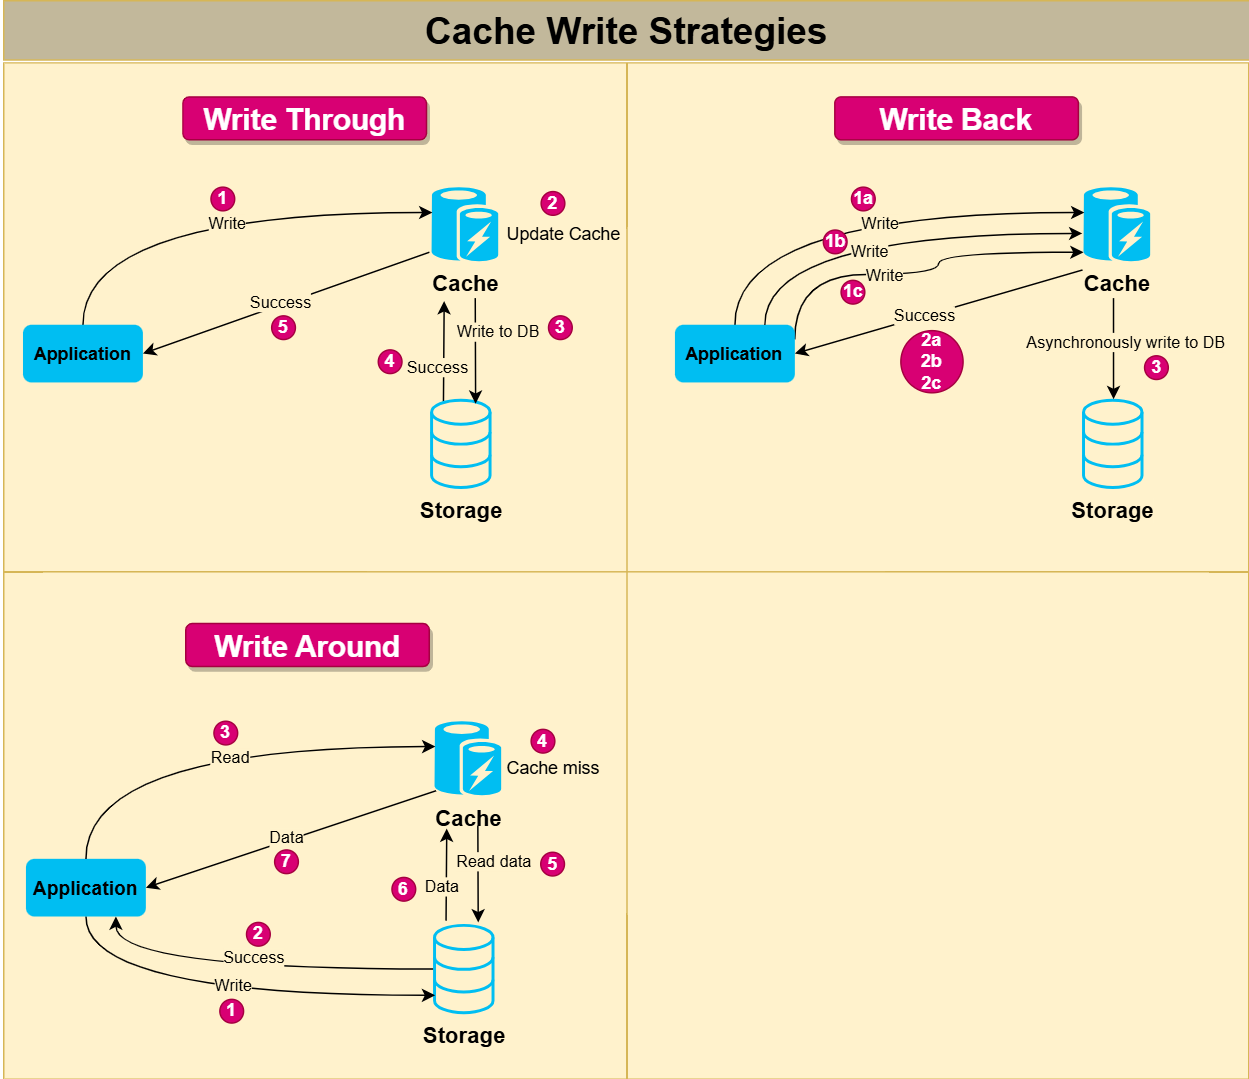 Cache Write Strategies
Write Through
1
Write
2
Update Cache
Cache
Success
5
Write to DB
3
4
Success
Application
Storage
Write Back
1a
Write
1b
Write
Write
1c
Cache
Success
2a
2b
2c
Application
Asynchronously write to DB
3
Storage
Write Around
3
Read
4
Cache miss
Cache
Data
7
Read data
5
6
Data
Application
2
Success
Write
1
Storage